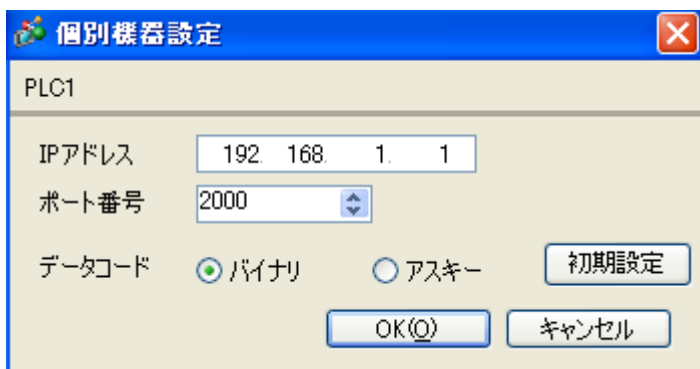 個別機器設定
PLC1
IPアドレス 192. 168. 1. 1
ポート番号 2000
データコード バイナリ アスキー 初期設定
OK(O) キャンセル